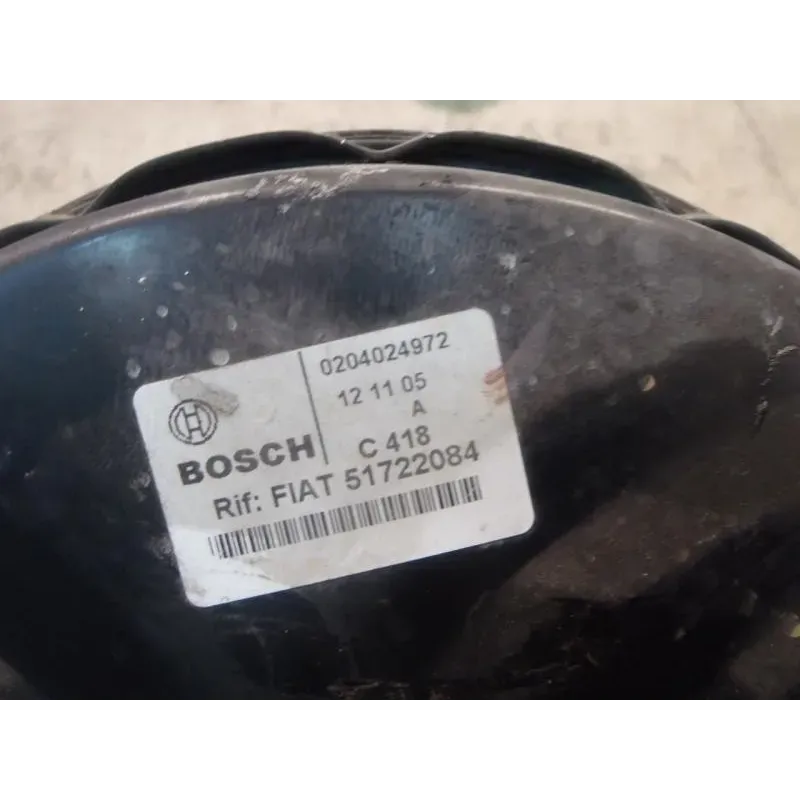 0204024972
12 11 05
A
BOSCH C 418
Rif: FIAT 51722084